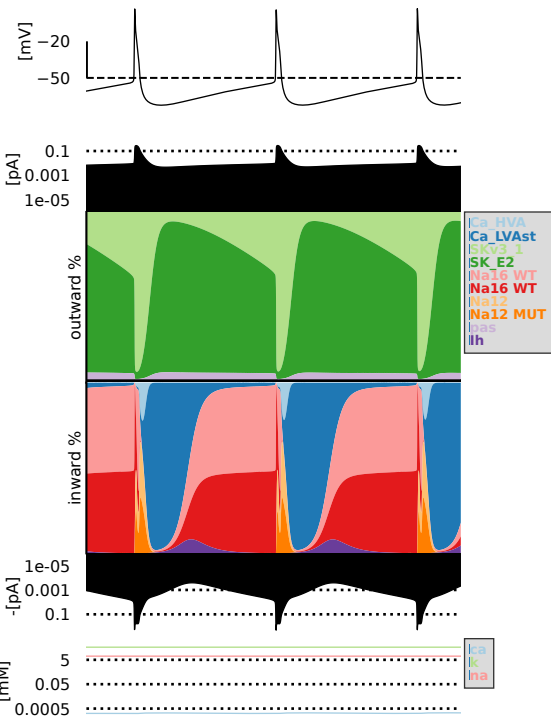 [mV]
−20
−50
[pA]
0.1
0.001
1e-05
outward %
Ca_HVA
Ca_LVAst
SKv3_1
SK_E2
Na16 WT
Na16 WT
Na12
Na12 MUT
pas
Ih
inward %
-[pA]
1e-05
0.001
0.1
[mM]
5
0.05
0.0005
ca
k
na